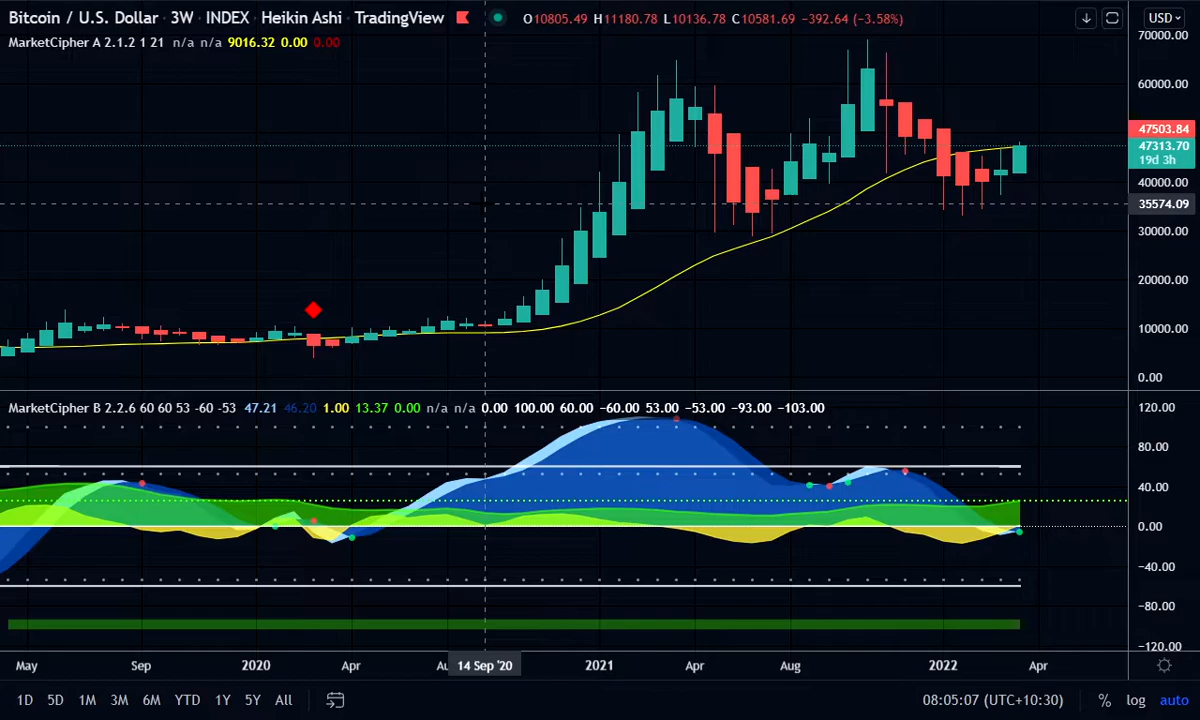 Bitcoin / U.S. Dollar · 3W · INDEX · Heikin Ashi · TradingView O10805.49 H11180.78 L10136.78 C10581.69 −392.64 (−3.58%) USD
MarketCipher A 2.1.2 1 21 n/a n/a 9016.32 0.00 0.00
70000.00
60000.00
47503.84
47313.70
19d 3h
40000.00
35574.09
30000.00
20000.00
10000.00
0.00
MarketCipher B 2.2.6 60 60 53 -60 -53 47.21 46.20 1.00 13.37 0.00 n/a n/a 0.00 100.00 60.00 −60.00 53.00 −53.00 −93.00 −103.00
120.00
80.00
40.00
0.00
−40.00
−80.00
−120.00
May Sep 2020 Apr Au 14 Sep '20 2021 Apr Aug 2022 Apr
1D 5D 1M 3M 6M YTD 1Y 5Y All 08:05:07 (UTC+10:30) % log auto